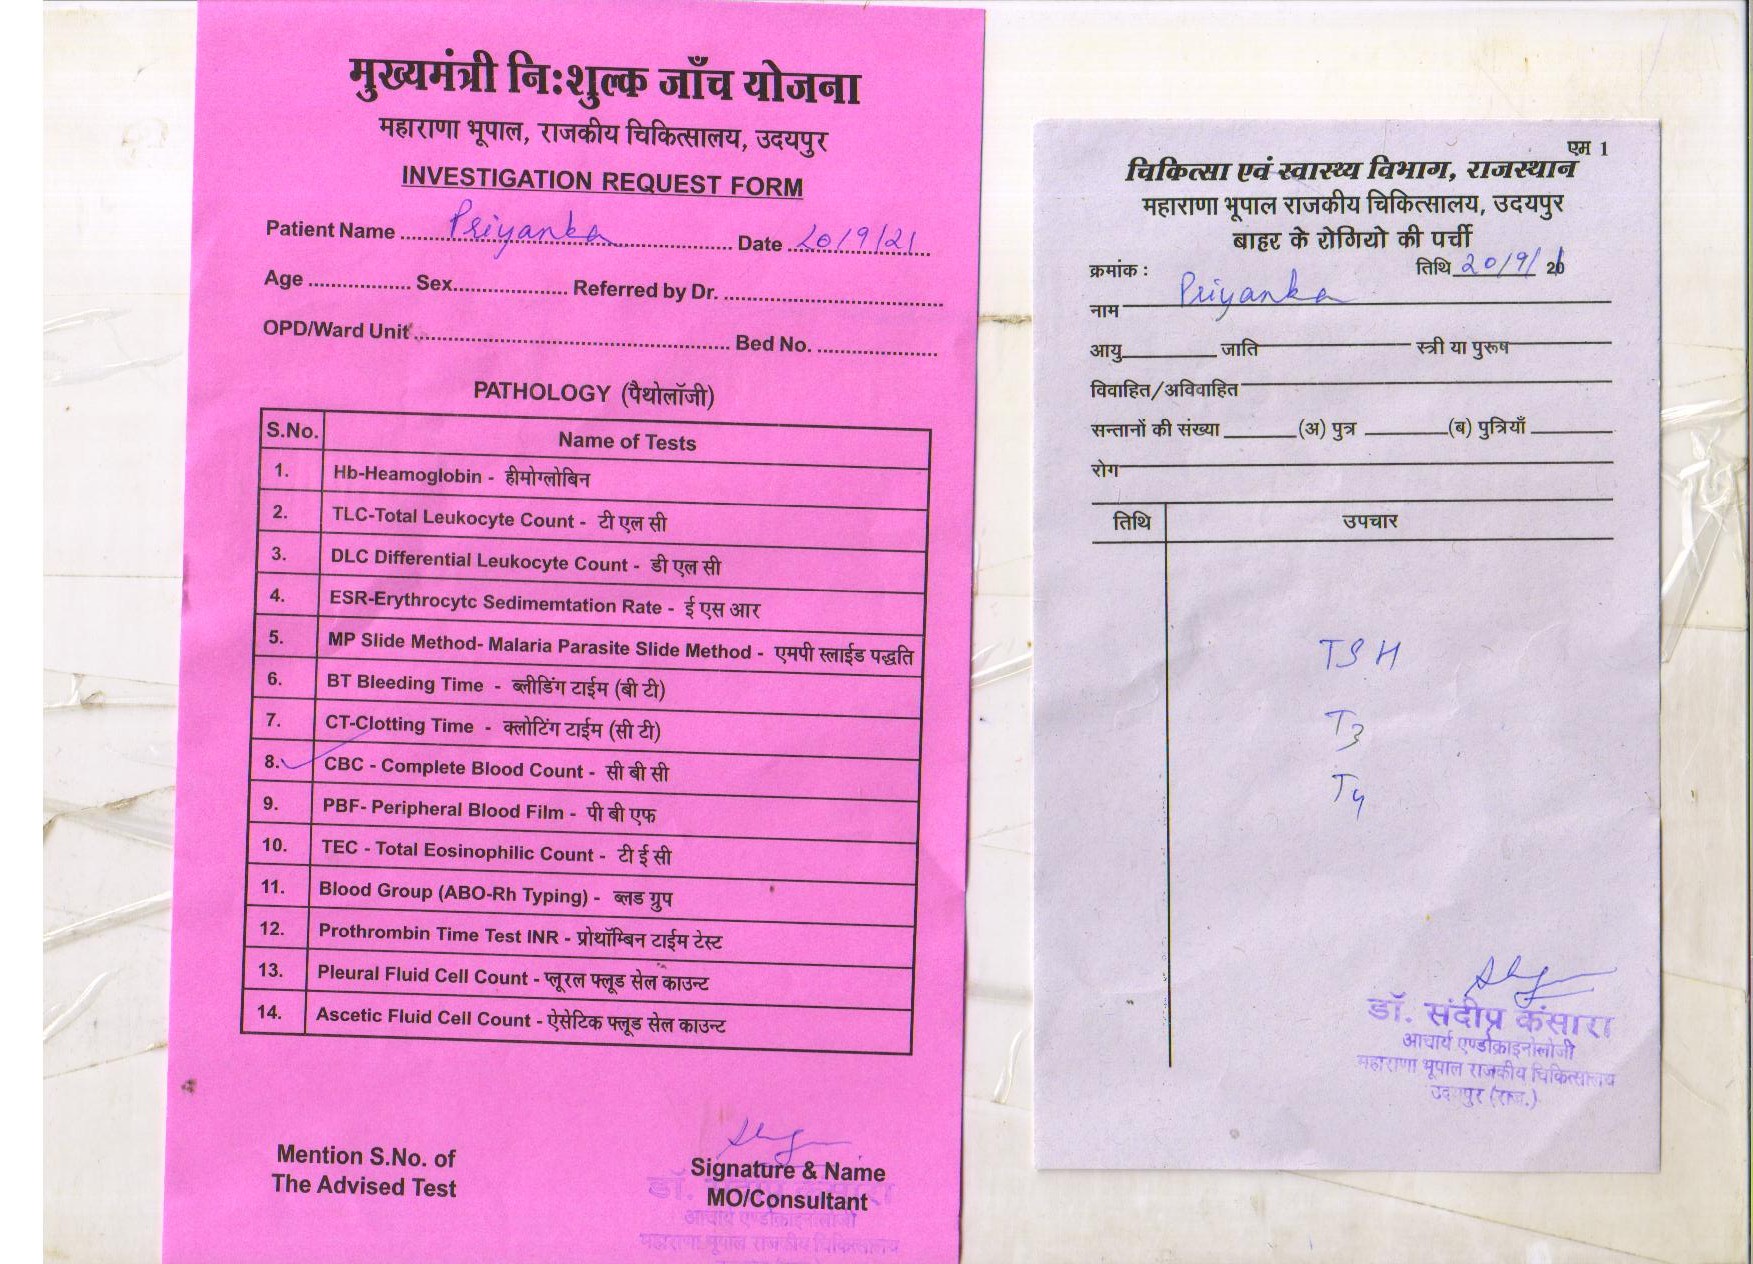 मुख्यमंत्री निःशुल्क जाँच योजना
महाराणा भूपाल, राजकीय चिकित्सालय, उदयपुर
INVESTIGATION REQUEST FORM
Patient Name Priyanka Date 20/9/21
Age Sex Referred by Dr.
OPD/Ward Unit Bed No.
PATHOLOGY (पैथोलॉजी)
S.No. Name of Tests
1. Hb-Heamoglobin - हीमोग्लोबिन
2. TLC-Total Leukocyte Count - टी एल सी
3. DLC Differential Leukocyte Count - डी एल सी
4. ESR-Erythrocytc Sedimemtation Rate - ई एस आर
5. MP Slide Method- Malaria Parasite Slide Method - एमपी स्लाईड पद्धति
6. BT Bleeding Time - ब्लीडिंग टाईम (बी टी)
7. CT-Clotting Time - क्लोटिंग टाईम (सी टी)
8. CBC - Complete Blood Count - सी बी सी
9. PBF- Peripheral Blood Film - पी बी एफ
10. TEC - Total Eosinophilic Count - टी ई सी
11. Blood Group (ABO-Rh Typing) - ब्लड ग्रुप
12. Prothrombin Time Test INR - प्रोथॉम्बिन टाईम टेस्ट
13. Pleural Fluid Cell Count - प्लूरल फ्लूड सेल काउन्ट
14. Ascetic Fluid Cell Count - ऐसेटिक फ्लूड सेल काउन्ट
Mention S.No. of
The Advised Test
Signature & Name
MO/Consultant
आचार्य एण्डोक्राइनोलॉजी
महाराणा भूपाल राजकीय चिकित्सालय
एम 1
चिकित्सा एवं स्वास्थ्य विभाग, राजस्थान
महाराणा भूपाल राजकीय चिकित्सालय, उदयपुर
बाहर के रोगियो की पर्ची
क्रमांक : तिथि 20/9/21
नाम Priyanka
आयु जाति स्त्री या पुरूष
विवाहित/अविवाहित
सन्तानों की संख्या (अ) पुत्र (ब) पुत्रियाँ
रोग
तिथि उपचार
TSH
T3
T4
डॉ. संदीप कंसारा
आचार्य एण्डोक्राइनोलोजी
महाराणा भूपाल राजकीय चिकित्सालय
उदयपुर (राज.)